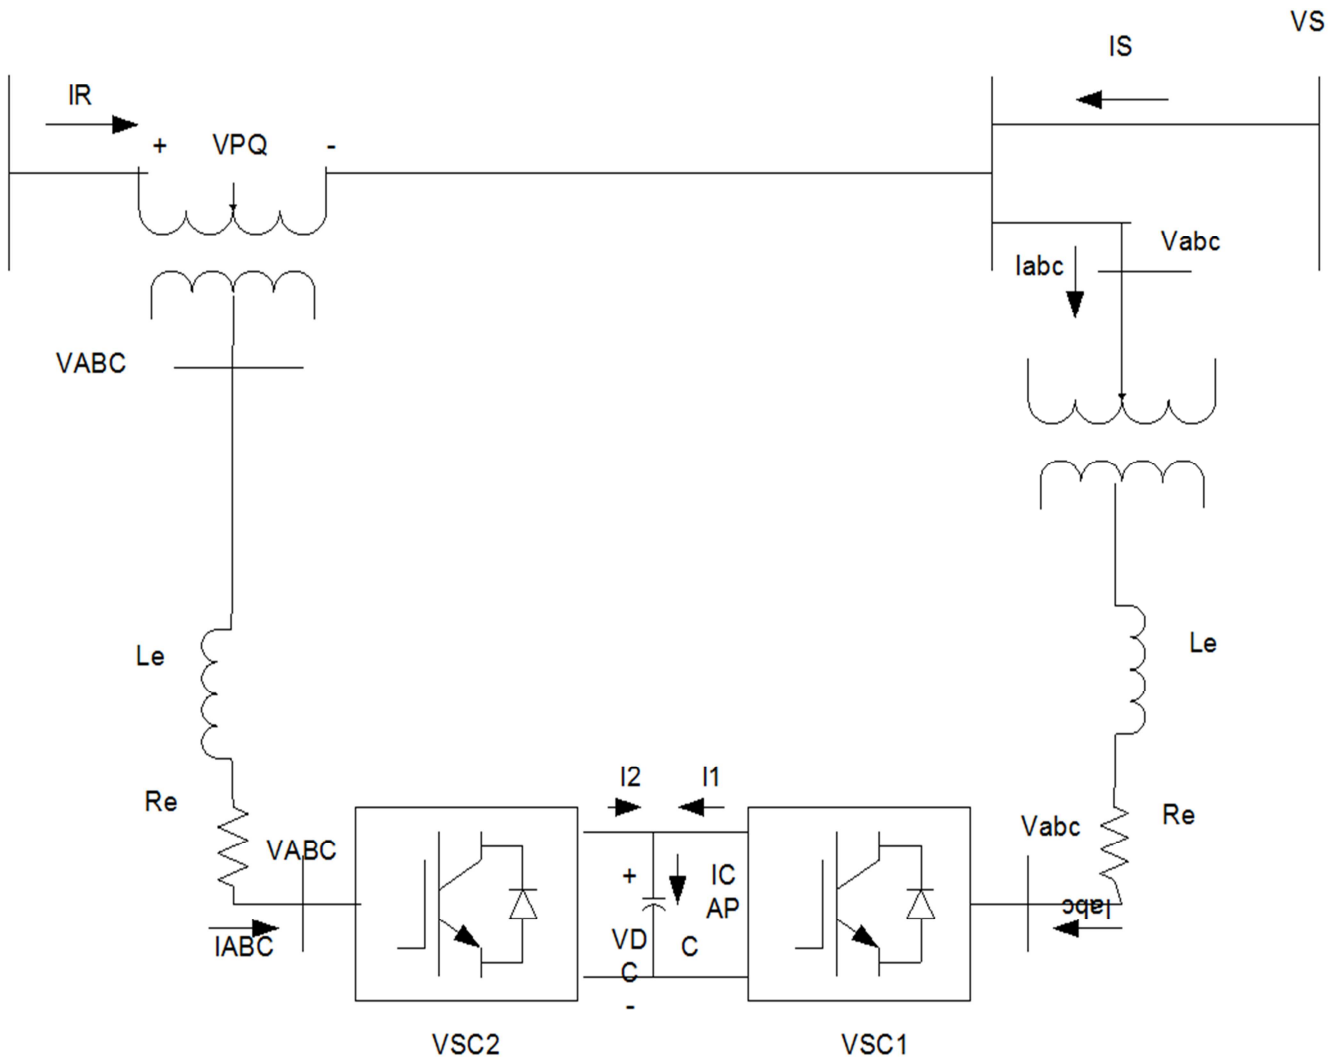 VS
IS
IR
+ VPQ -
Vabc
Iabc
VABC
Le
Le
I2 I1
Re
Re
Vabc
VABC
+ IC
AP
Iabc
IABC
VD
C
C
-
VSC2
VSC1